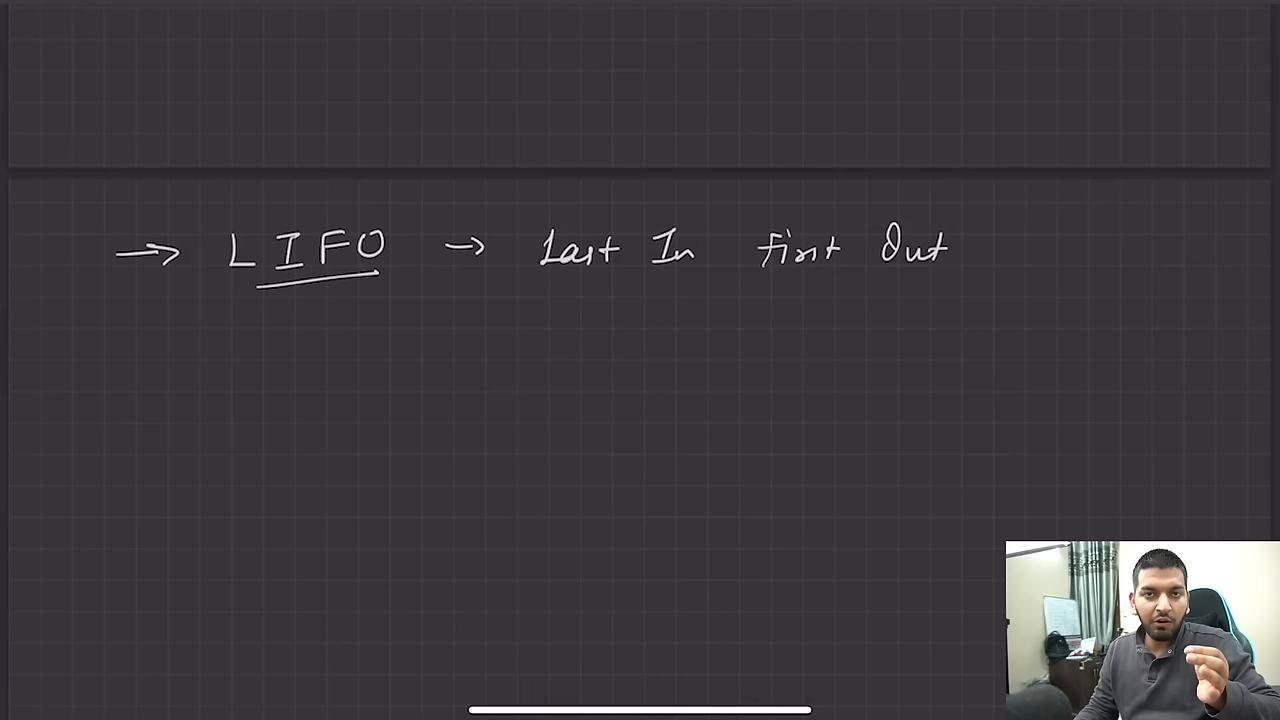 → LIFO → Last In First Out